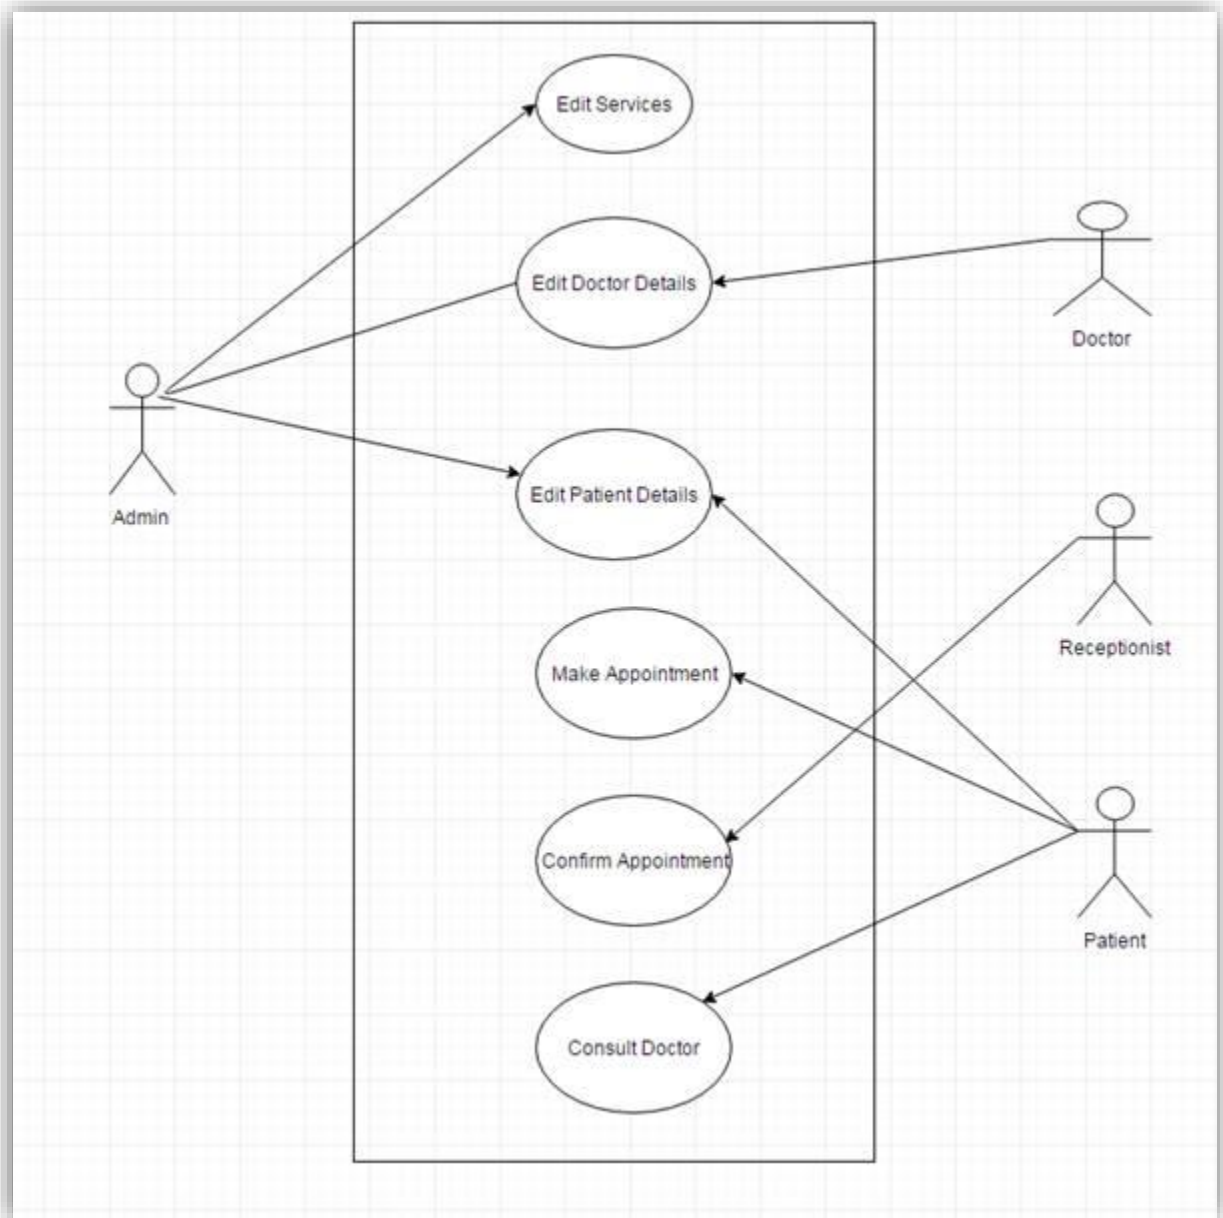 Edit Services
Edit Doctor Details
Doctor
Edit Patient Details
Admin
Receptionist
Make Appointment
Confirm Appointment
Patient
Consult Doctor